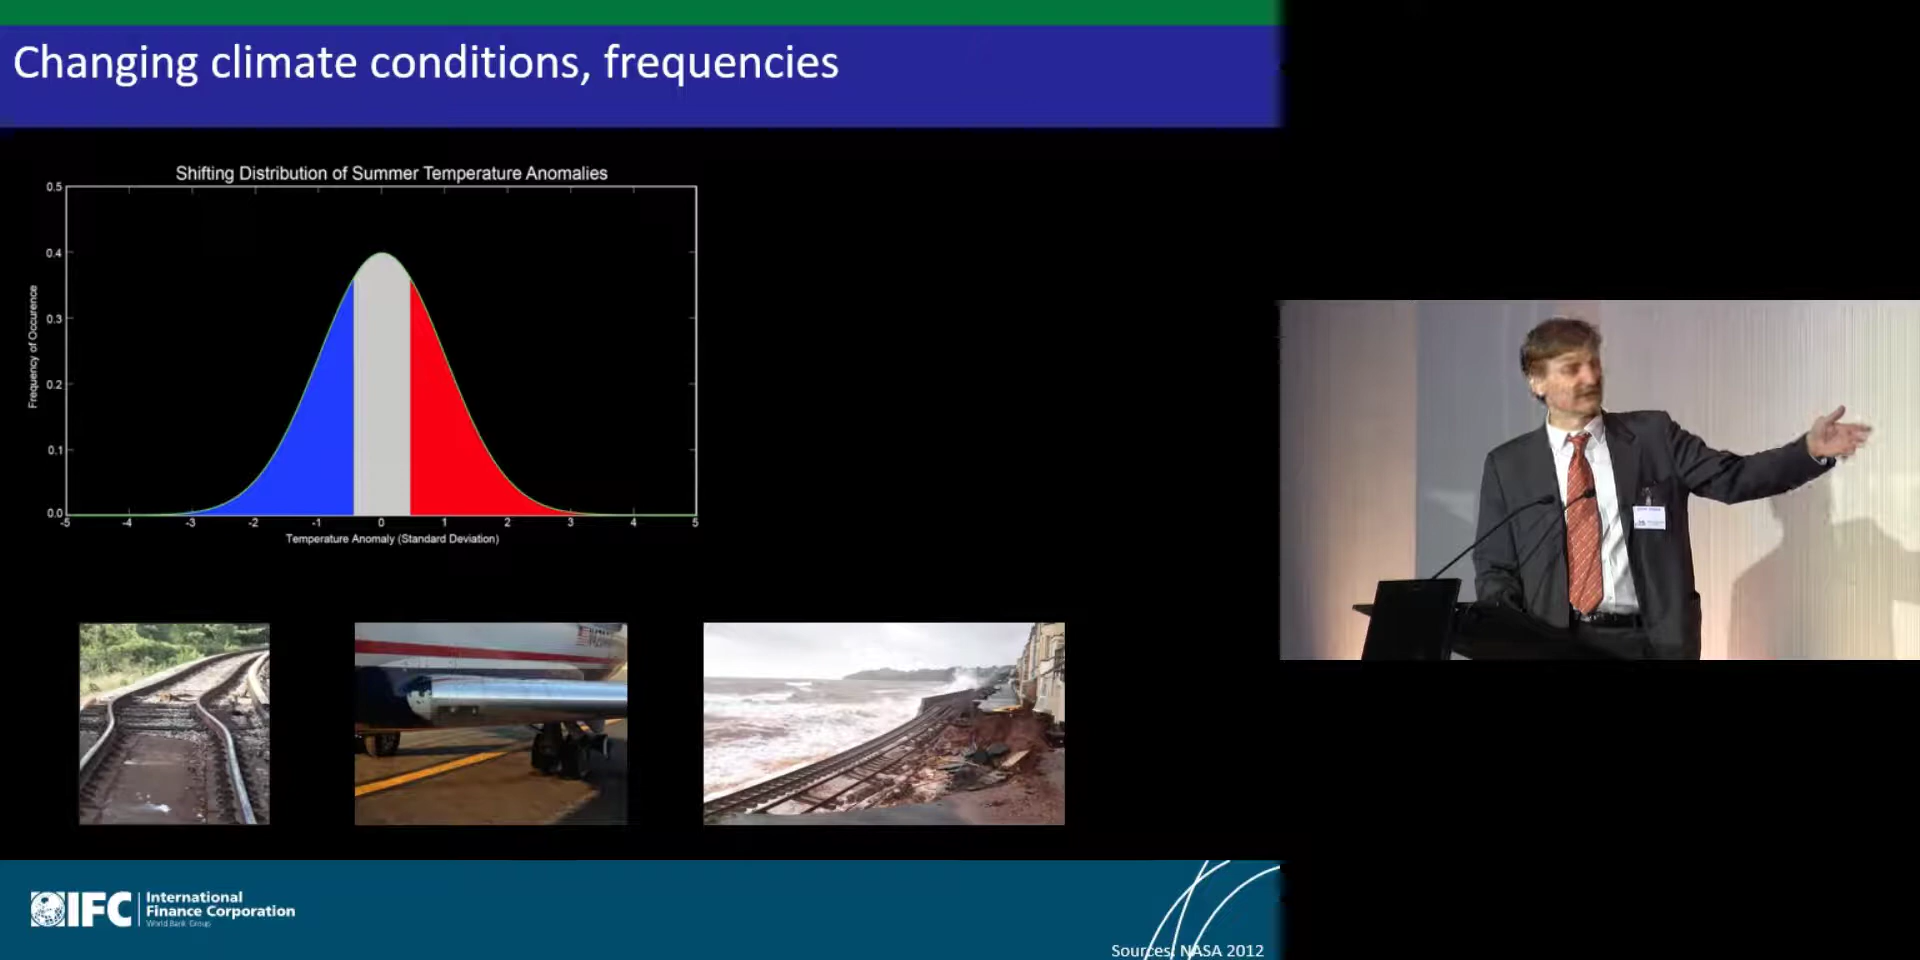 Changing climate conditions, frequencies
Shifting Distribution of Summer Temperature Anomalies
Frequency of Occurence
0.5
0.4
0.3
0.2
0.1
0.0
-5 -4 -3 -2 -1 0 1 2 3 4 5
Temperature Anomaly (Standard Deviation)
IFC
International
Finance Corporation
World Bank Group
Sources: NASA 2012